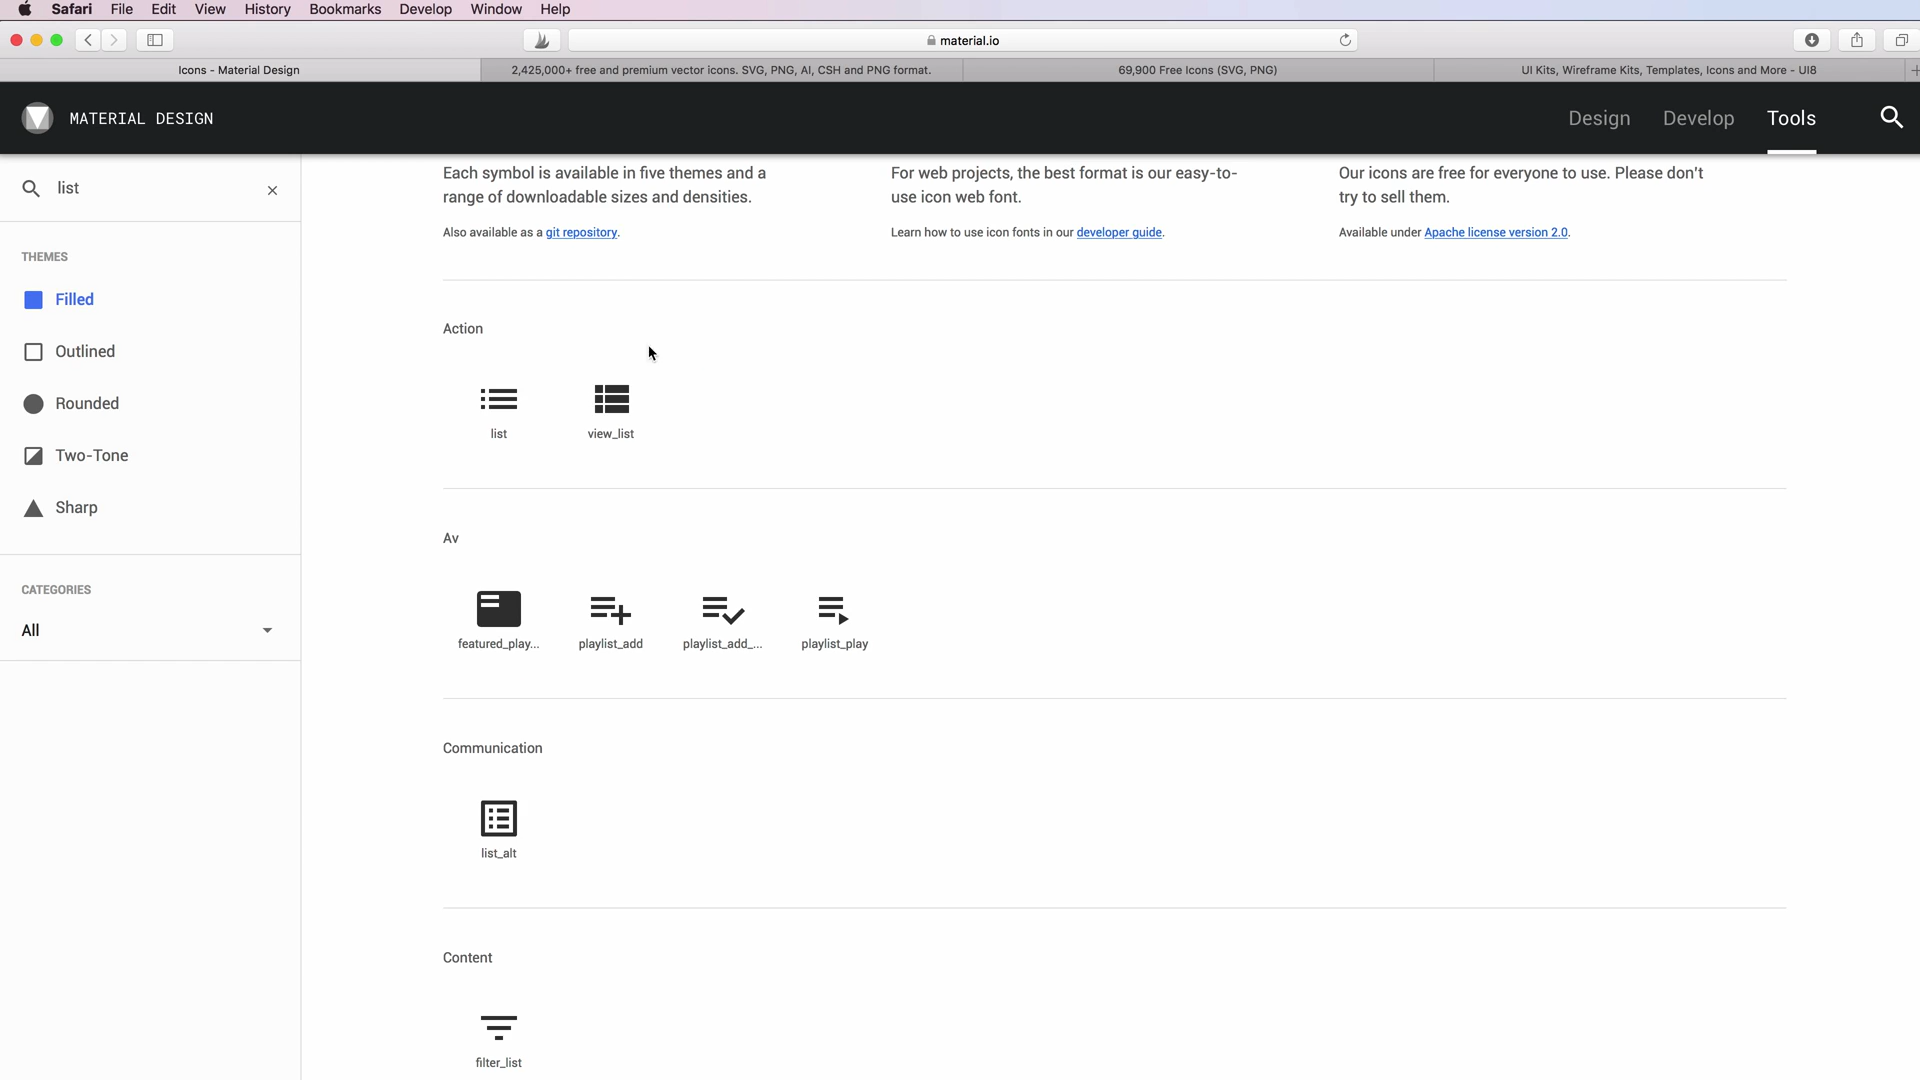 Safari File Edit View History Bookmarks Develop Window Help
material.io
Icons - Material Design
2,425,000+ free and premium vector icons. SVG, PNG, AI, CSH and PNG format.
69,900 Free Icons (SVG, PNG)
UI Kits, Wireframe Kits, Templates, Icons and More - UI8
MATERIAL DESIGN
Design
Develop
Tools
list
THEMES
Filled
Outlined
Rounded
Two-Tone
Sharp
CATEGORIES
All
Each symbol is available in five themes and a
range of downloadable sizes and densities.
Also available as a git repository.
For web projects, the best format is our easy-to-
use icon web font.
Learn how to use icon fonts in our developer guide.
Our icons are free for everyone to use. Please don't
try to sell them.
Available under Apache license version 2.0.
Action
list
view_list
Av
featured_play...
playlist_add
playlist_add_...
playlist_play
Communication
list_alt
Content
filter_list